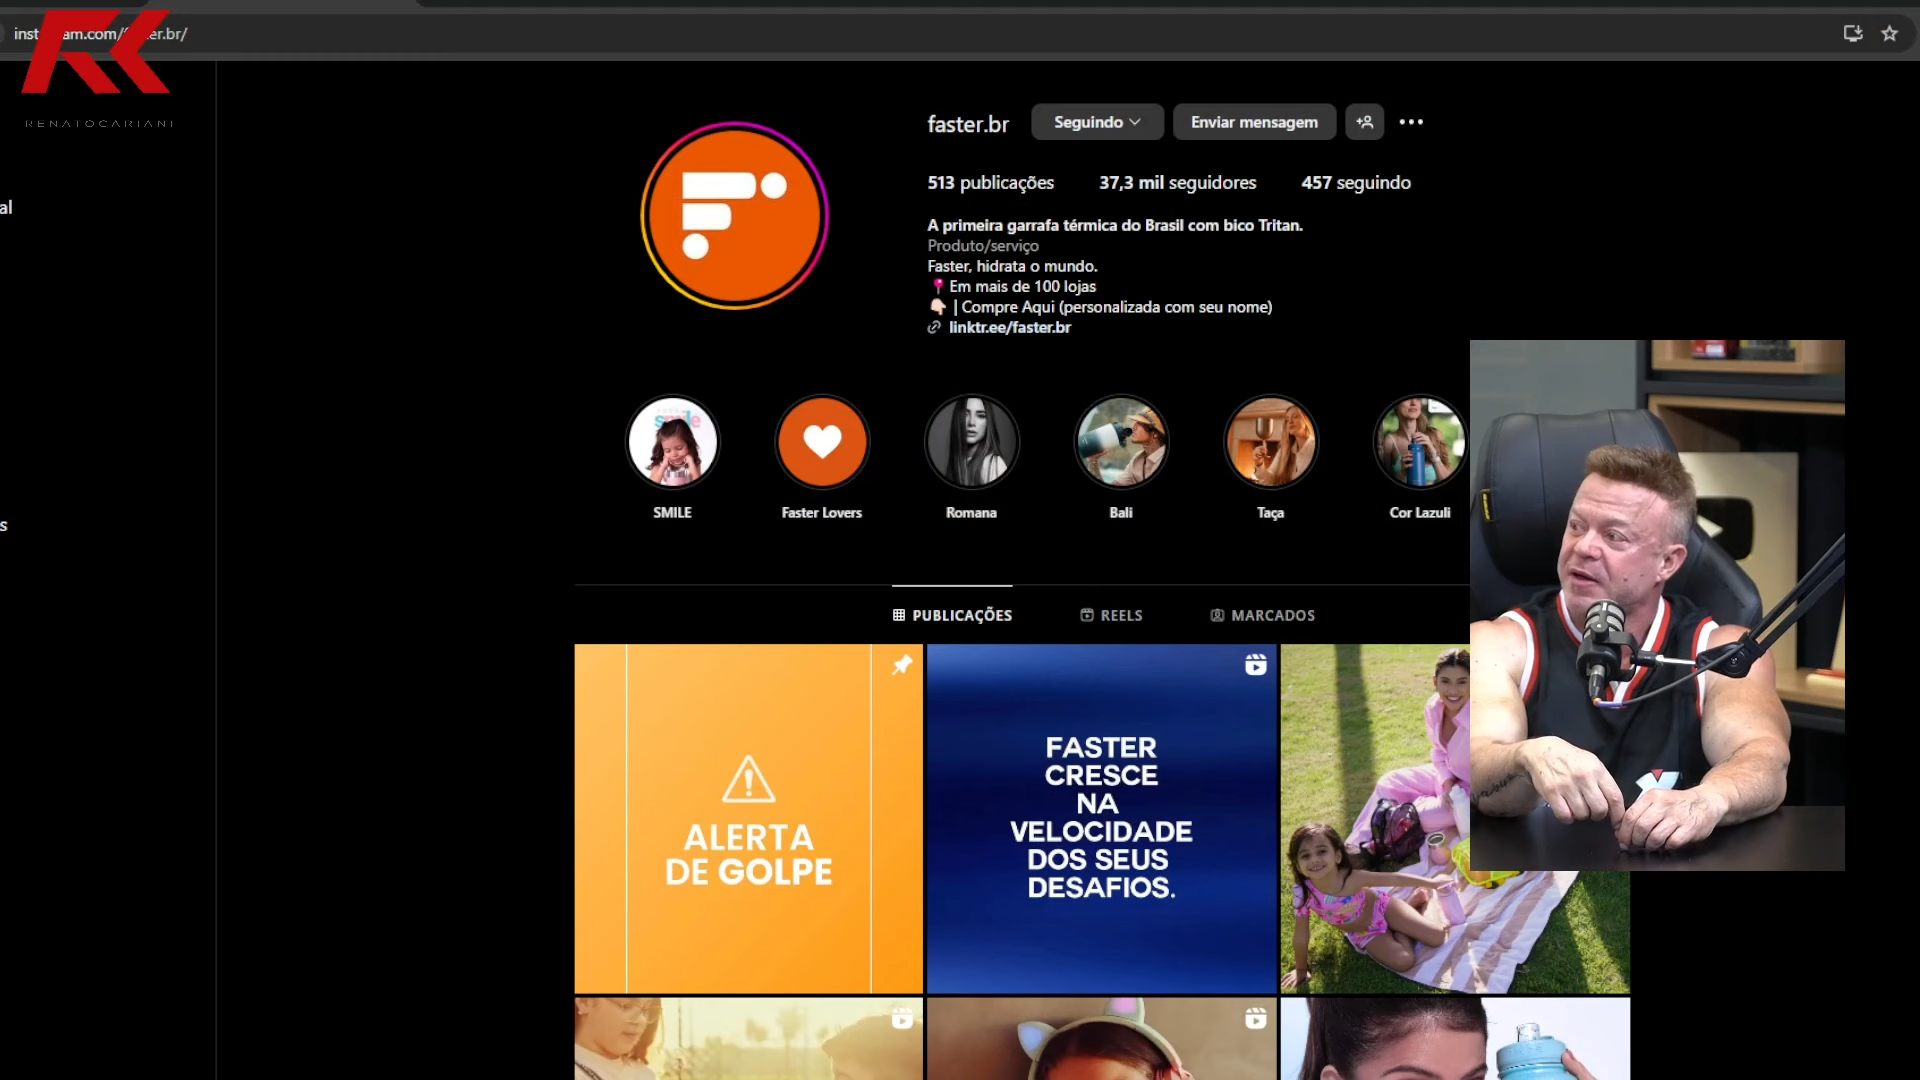 RENATOCARIANI
al
s
faster.br
Seguindo
Enviar mensagem
513 publicações
37,3 mil seguidores
457 seguindo
A primeira garrafa térmica do Brasil com bico Tritan.
Produto/serviço
Faster, hidrata o mundo.
Em mais de 100 lojas
| Compre Aqui (personalizada com seu nome)
linktr.ee/faster.br
SMILE
Faster Lovers
Romana
Bali
Taça
Cor Lazuli
PUBLICAÇÕES
REELS
MARCADOS
ALERTA
DE GOLPE
FASTER
CRESCE
NA
VELOCIDADE
DOS SEUS
DESAFIOS.